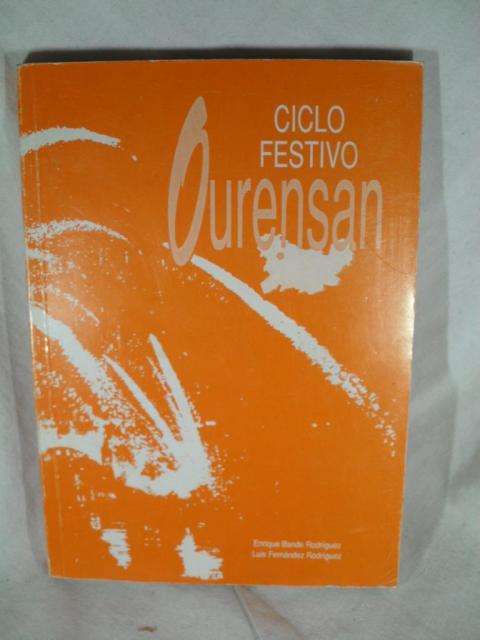 CICLO
FESTIVO
Ourensan
Enrique Bande Rodríguez
Luis Fernández Rodríguez